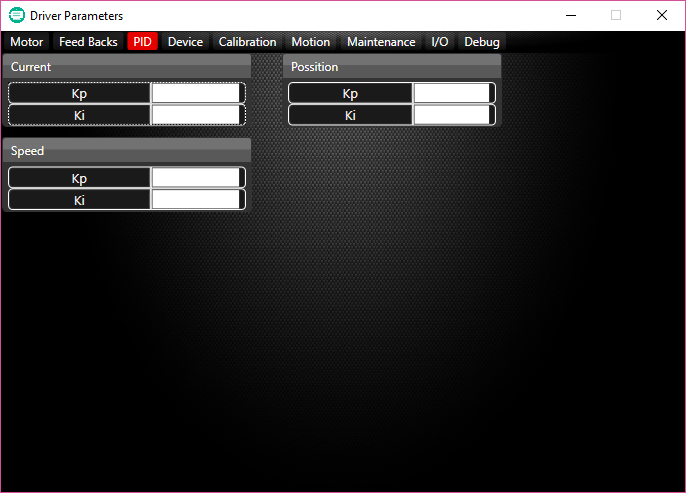 Driver Parameters
Motor Feed Backs PID Device Calibration Motion Maintenance I/O Debug
Current
Kp
Ki
Possition
Kp
Ki
Speed
Kp
Ki